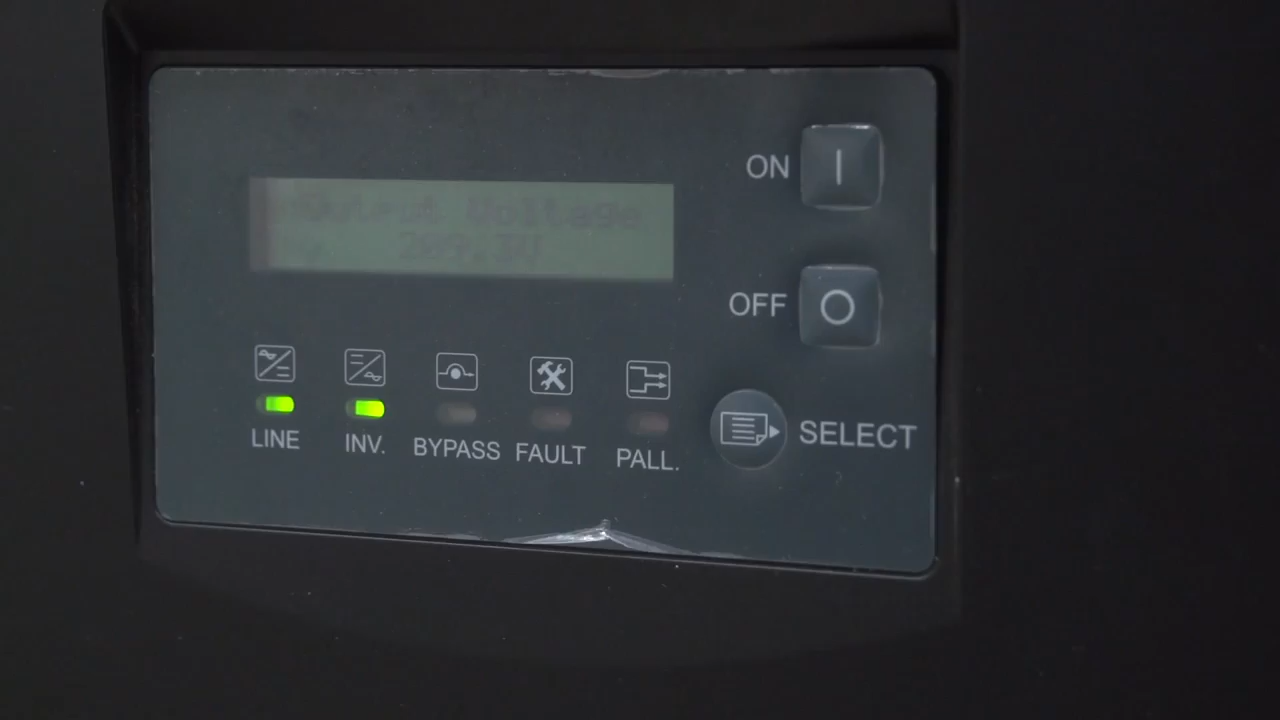 Output Voltage
ON
OFF
LINE
INV.
BYPASS
FAULT
PALL.
SELECT